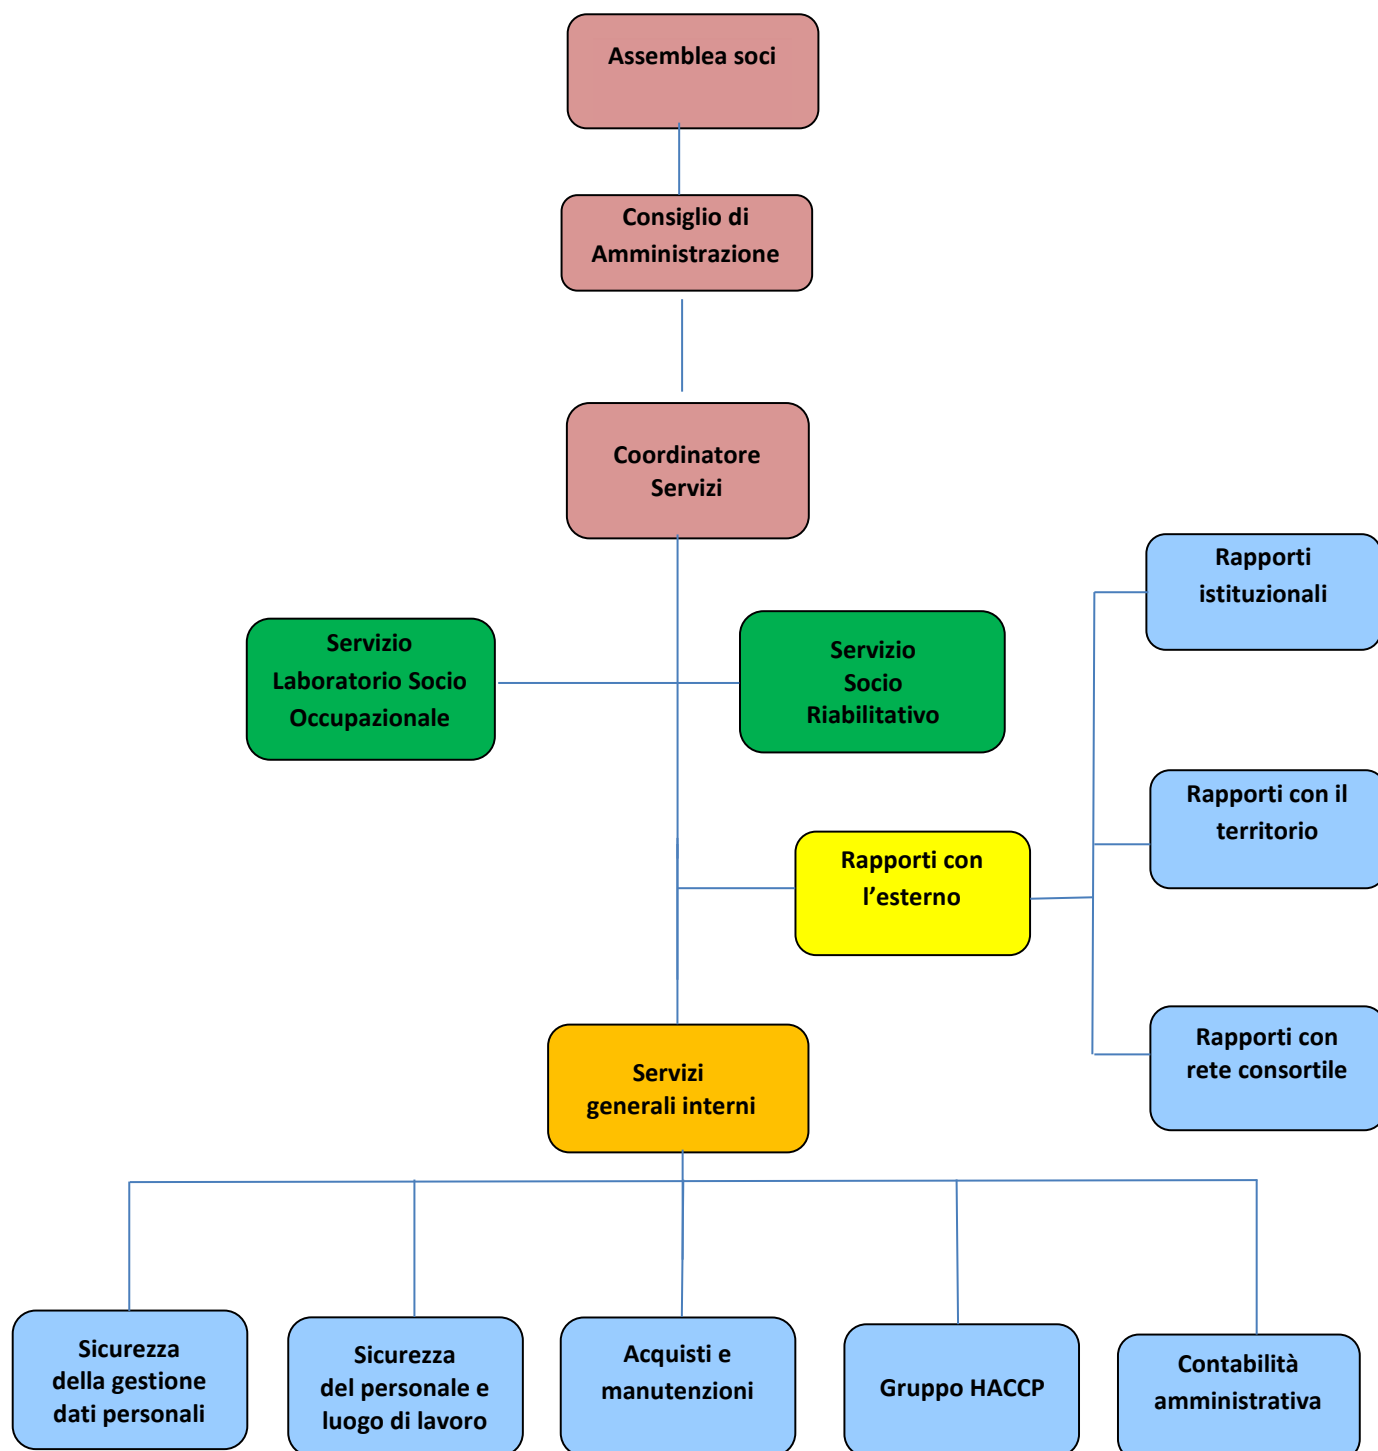 Assemblea soci
Consiglio di
Amministrazione
Coordinatore
Servizi
Rapporti
istituzionali
Servizio
Laboratorio Socio
Occupazionale
Servizio
Socio
Riabilitativo
Rapporti con il
territorio
Rapporti con
l’esterno
Rapporti con
rete consortile
Servizi
generali interni
Sicurezza
della gestione
dati personali
Sicurezza
del personale e
luogo di lavoro
Acquisti e
manutenzioni
Gruppo HACCP
Contabilità
amministrativa